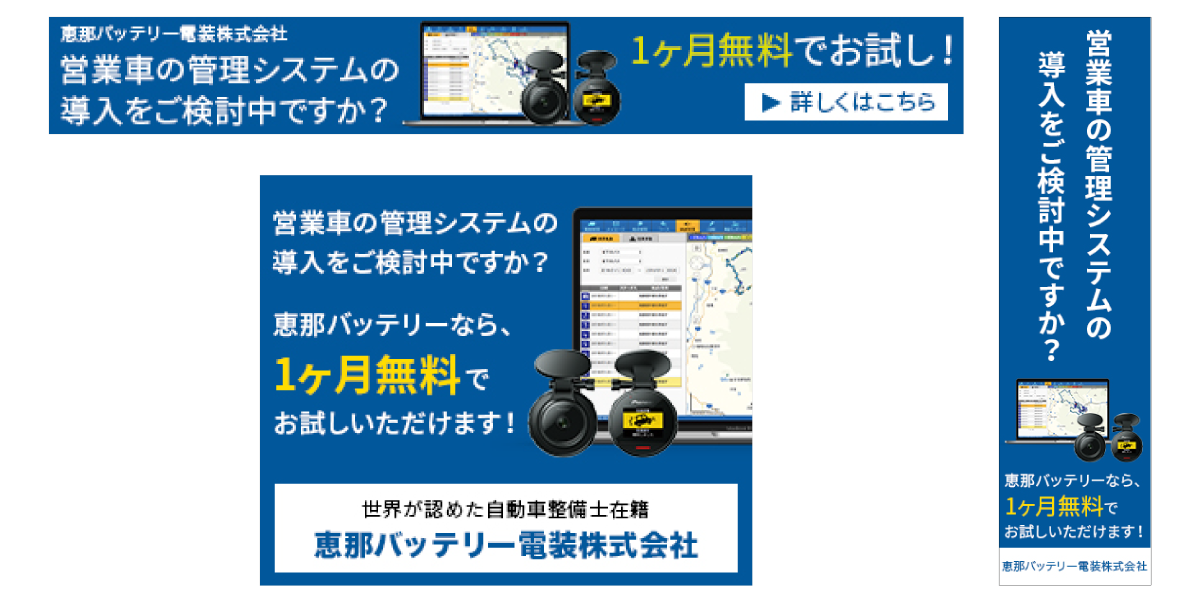 恵那バッテリー電装株式会社
営業車の管理システムの
導入をご検討中ですか？
1ヶ月無料でお試し！
▶ 詳しくはこちら
営業車の管理システムの
導入をご検討中ですか？
恵那バッテリーなら、
1ヶ月無料で
お試しいただけます！
世界が認めた自動車整備士在籍
恵那バッテリー電装株式会社
営業車の管理システムの
導入をご検討中ですか？
恵那バッテリーなら、
1ヶ月無料で
お試しいただけます！
恵那バッテリー電装株式会社